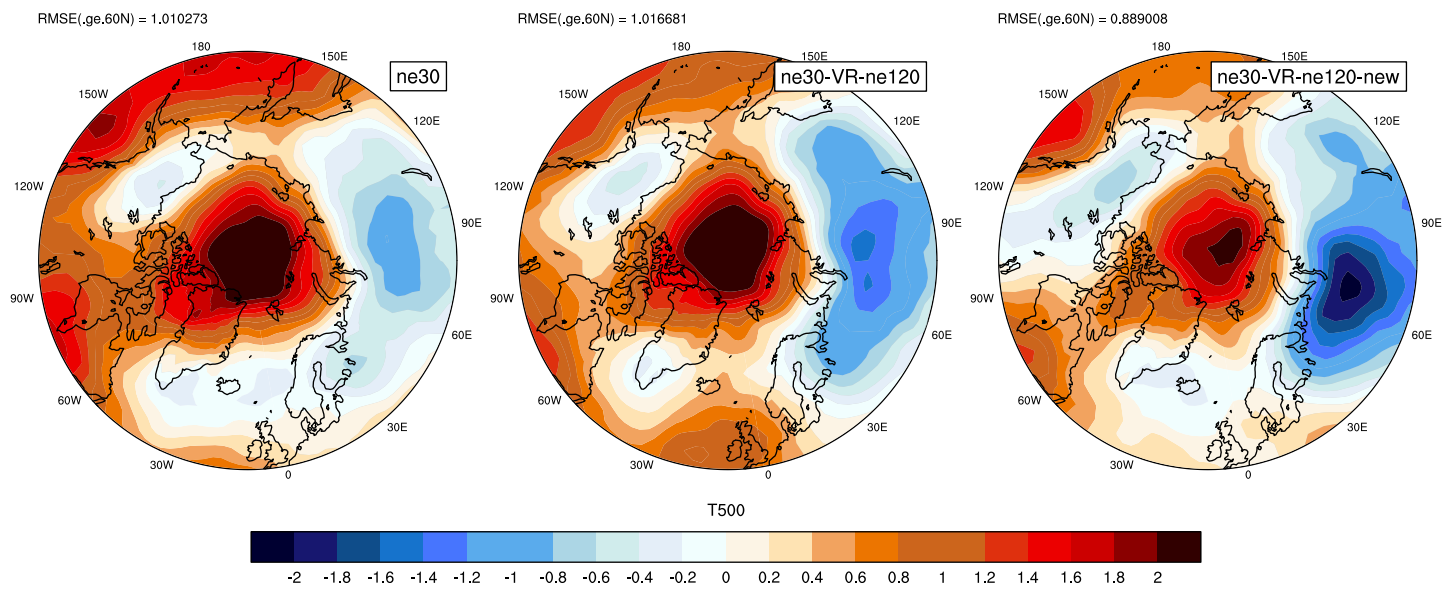 RMSE(.ge.60N) = 1.010273
RMSE(.ge.60N) = 1.016681
RMSE(.ge.60N) = 0.889008
ne30
180
150E
120E
90E
60E
30E
0
30W
60W
90W
120W
150W
ne30-VR-ne120
180
150E
120E
90E
60E
30E
0
30W
60W
90W
120W
150W
ne30-VR-ne120-new
180
150E
120E
90E
60E
30E
0
30W
60W
90W
120W
150W
T500
-2 -1.8 -1.6 -1.4 -1.2 -1 -0.8 -0.6 -0.4 -0.2 0 0.2 0.4 0.6 0.8 1 1.2 1.4 1.6 1.8 2